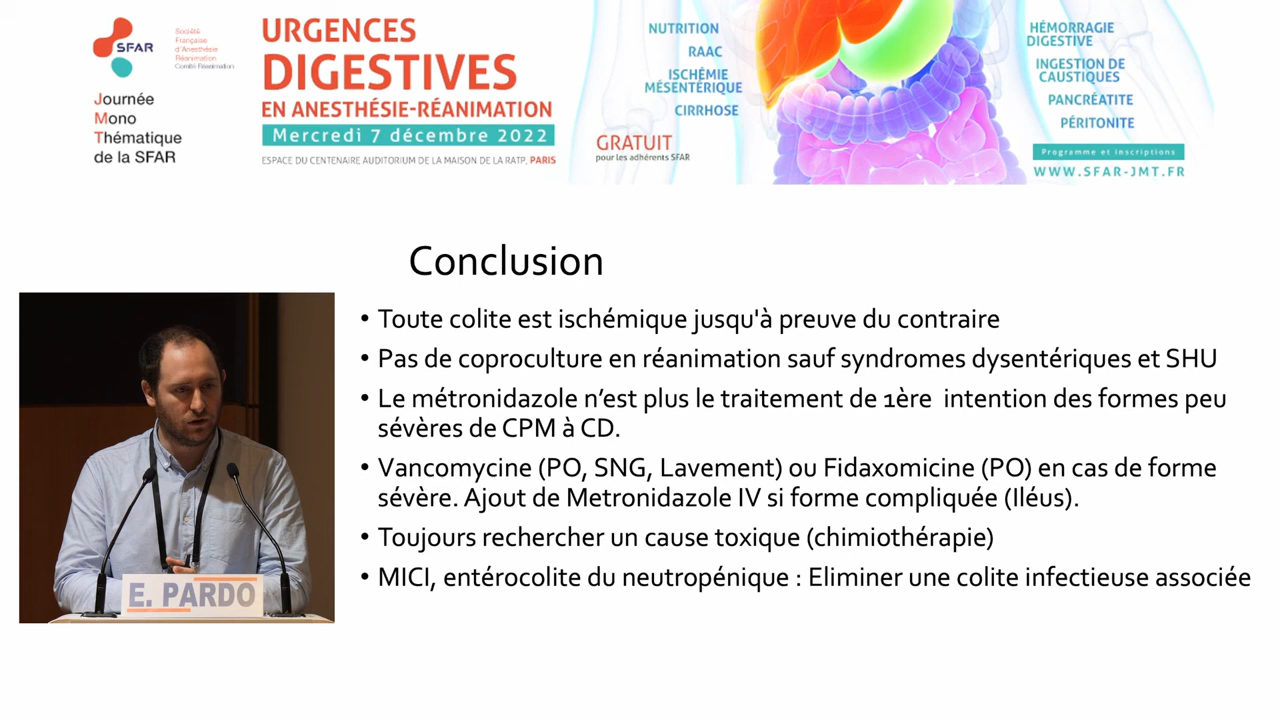 SFAR
Société
Française
d'Anesthésie
Réanimation
Comité Réanimation
Journée
Mono
Thématique
de la SFAR
URGENCES
DIGESTIVES
EN ANESTHÉSIE-RÉANIMATION
Mercredi 7 décembre 2022
ESPACE DU CENTENAIRE AUDITORIUM DE LA MAISON DE LA RATP, PARIS
NUTRITION
RAAC
ISCHÉMIE
MÉSENTÉRIQUE
CIRRHOSE
GRATUIT
pour les adhérents SFAR
HÉMORRAGIE
DIGESTIVE
INGESTION DE
CAUSTIQUES
PANCRÉATITE
PÉRITONITE
Programme et inscriptions
WWW.SFAR-JMT.FR
Conclusion
• Toute colite est ischémique jusqu'à preuve du contraire
• Pas de coproculture en réanimation sauf syndromes dysentériques et SHU
• Le métronidazole n’est plus le traitement de 1ère intention des formes peu
sévères de CPM à CD.
• Vancomycine (PO, SNG, Lavement) ou Fidaxomicine (PO) en cas de forme
sévère. Ajout de Metronidazole IV si forme compliquée (Iléus).
• Toujours rechercher un cause toxique (chimiothérapie)
• MICI, entérocolite du neutropénique : Eliminer une colite infectieuse associée
E. PARDO